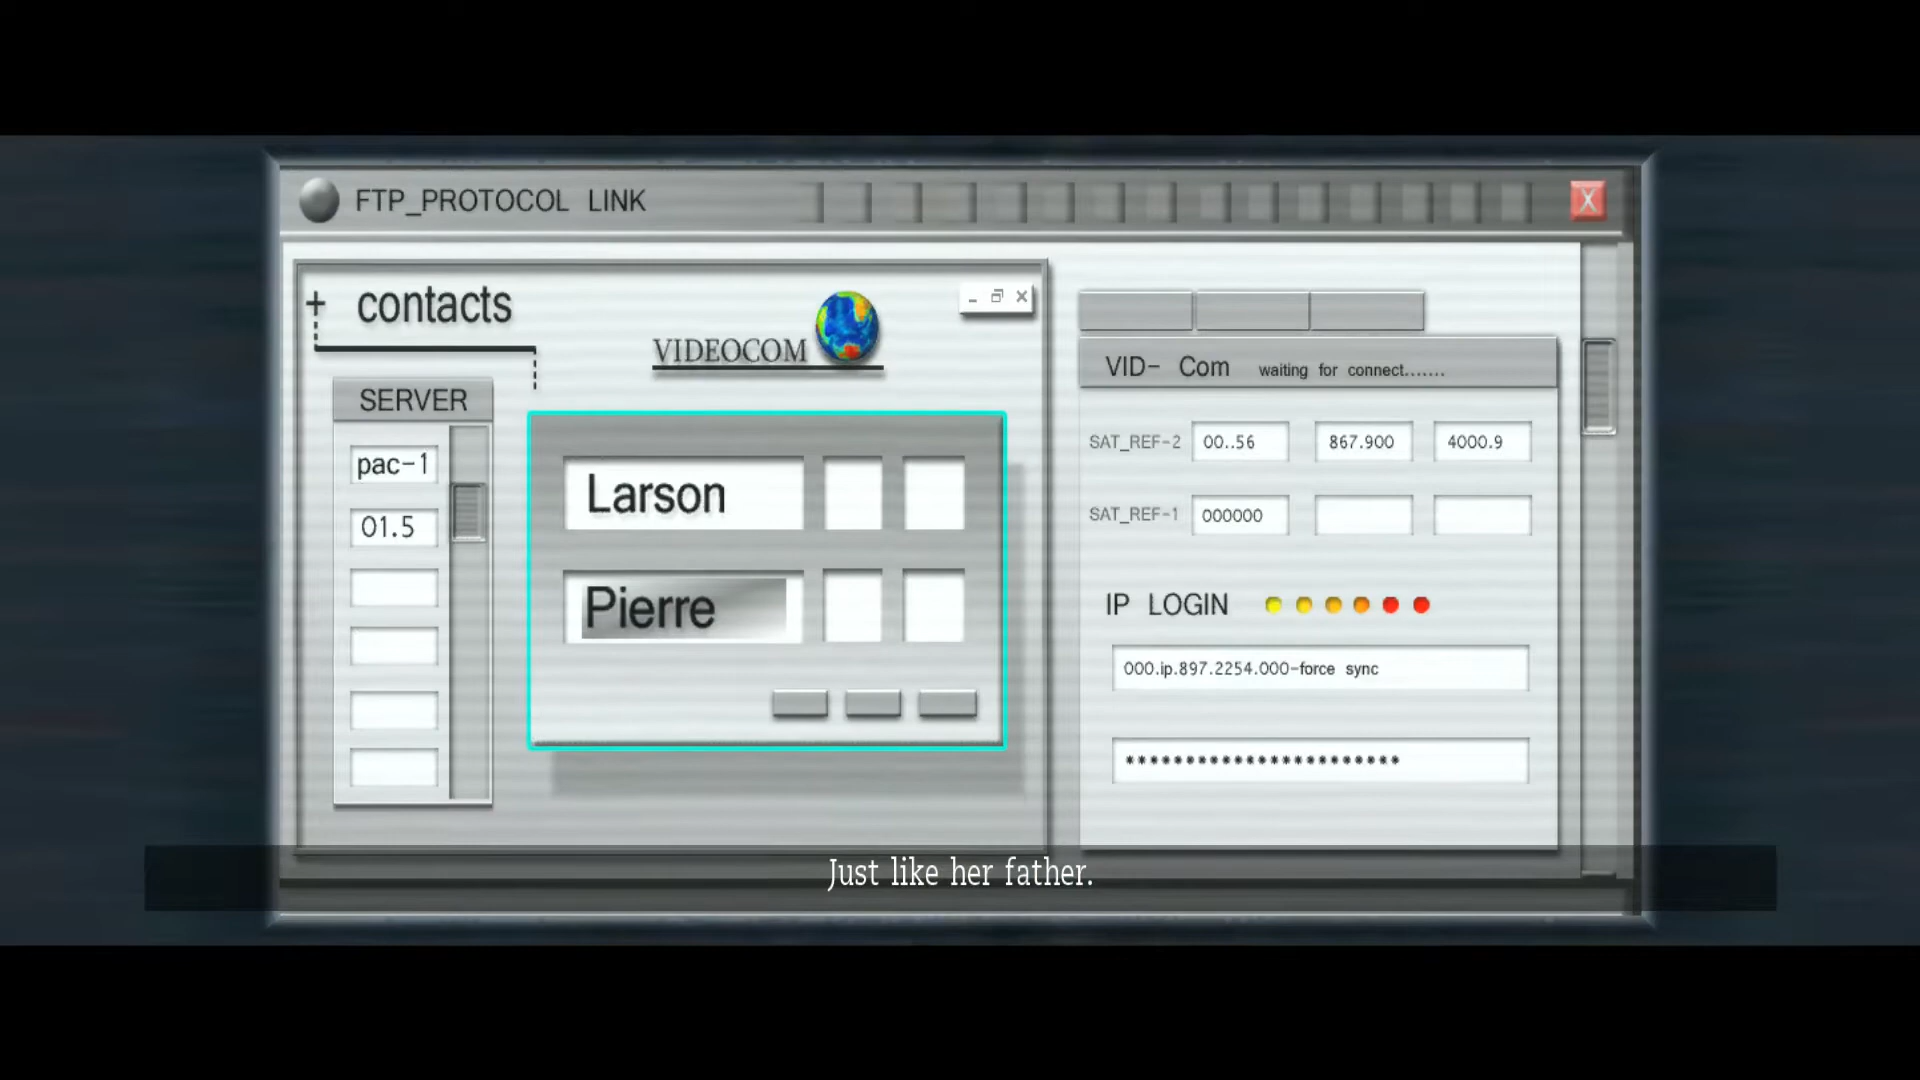 FTP_PROTOCOL LINK
X
+ contacts
VIDEOCOM
SERVER
pac-1
01.5
Larson
Pierre
VID- Com waiting for connect.......
SAT_REF-2 00..56 867.900 4000.9
SAT_REF-1 000000
IP LOGIN
000.ip.897.2254.000-force sync
***********************
Just like her father.